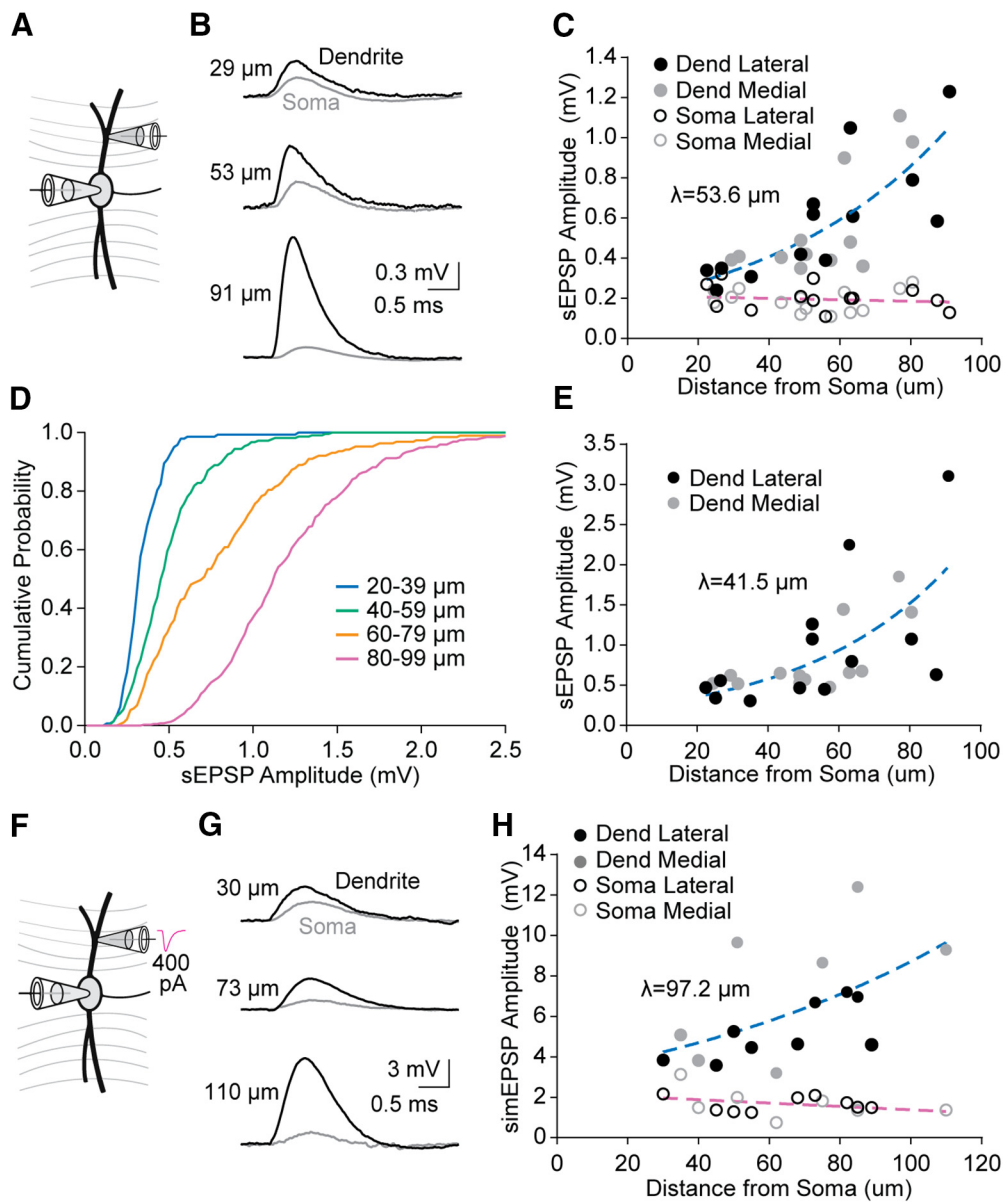 A
B
29 µm
Dendrite
Soma
53 µm
91 µm
0.3 mV
0.5 ms
C
Dend Lateral
Dend Medial
Soma Lateral
Soma Medial
λ=53.6 µm
sEPSP Amplitude (mV)
1.4
1.2
1.0
0.8
0.6
0.4
0.2
0.0
0 20 40 60 80 100
Distance from Soma (um)
D
Cumulative Probability
1.0
0.8
0.6
0.4
0.2
0.0
20-39 µm
40-59 µm
60-79 µm
80-99 µm
0.0 0.5 1.0 1.5 2.0 2.5
sEPSP Amplitude (mV)
E
Dend Lateral
Dend Medial
λ=41.5 µm
sEPSP Amplitude (mV)
3.5
3.0
2.5
2.0
1.5
1.0
0.5
0.0
0 20 40 60 80 100
Distance from Soma (um)
F
400
pA
G
30 µm
Dendrite
Soma
73 µm
110 µm
3 mV
0.5 ms
H
Dend Lateral
Dend Medial
Soma Lateral
Soma Medial
λ=97.2 µm
simEPSP Amplitude (mV)
14
12
10
8
6
4
2
0
0 20 40 60 80 100 120
Distance from Soma (um)